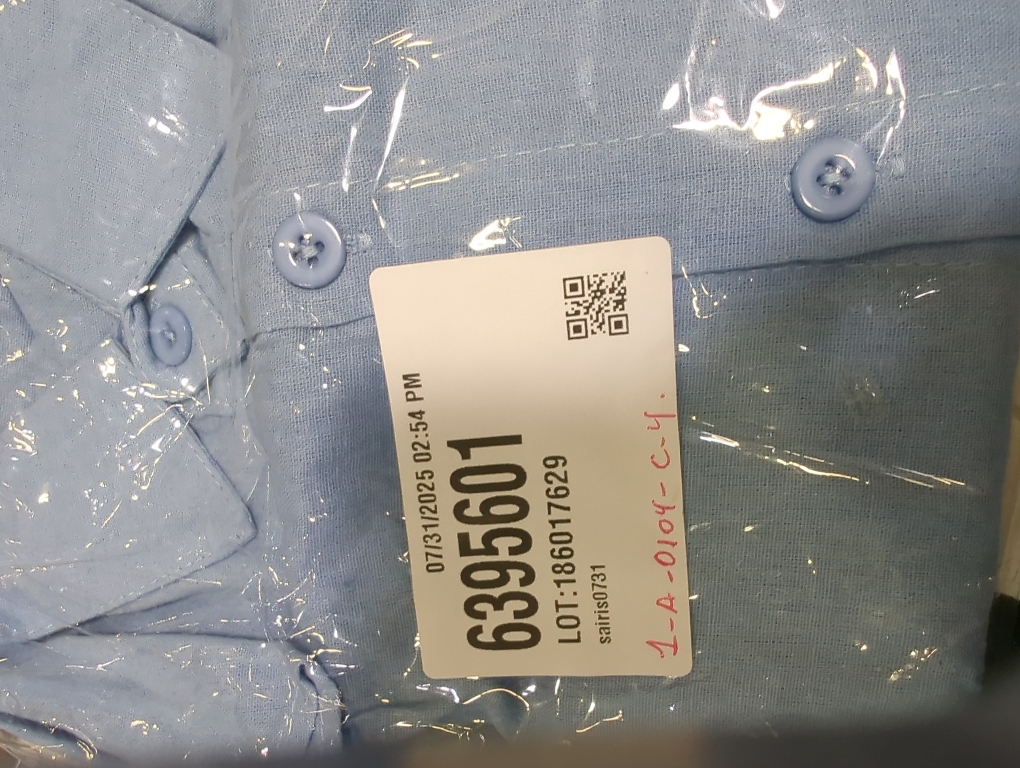 07/31/2025 02:54 PM
6395601
LOT:186017629
sairis0731
1-A-0104-C-4.